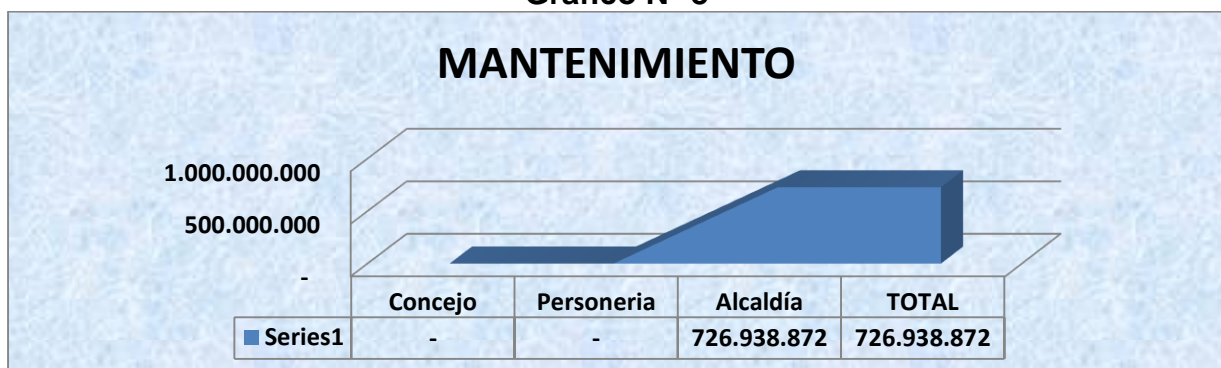 MANTENIMIENTO
1.000.000.000
500.000.000
-
Concejo Personeria Alcaldía TOTAL
Series1 - - 726.938.872 726.938.872